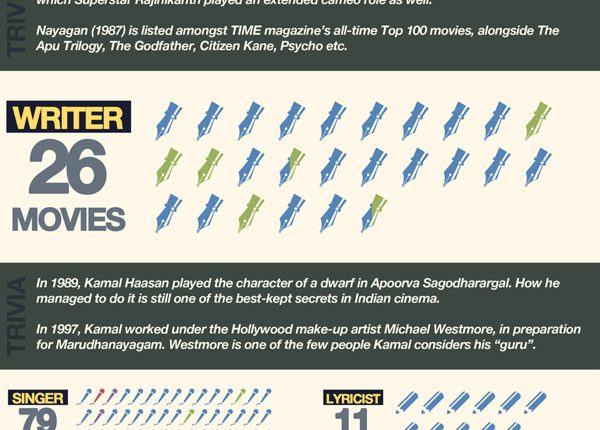 which Superstar Rajinikanth played an extended cameo role as well.
TRIVIA
Nayagan (1987) is listed amongst TIME magazine's all-time Top 100 movies, alongside The
Apu Trilogy, The Godfather, Citizen Kane, Psycho etc.
WRITER
26
MOVIES
TRIVIA
In 1989, Kamal Haasan played the character of a dwarf in Apoorva Sagodharargal. How he
managed to do it is still one of the best-kept secrets in Indian cinema.
In 1997, Kamal worked under the Hollywood make-up artist Michael Westmore, in preparation
for Marudhanayagam. Westmore is one of the few people Kamal considers his “guru”.
SINGER
79
LYRICIST
11